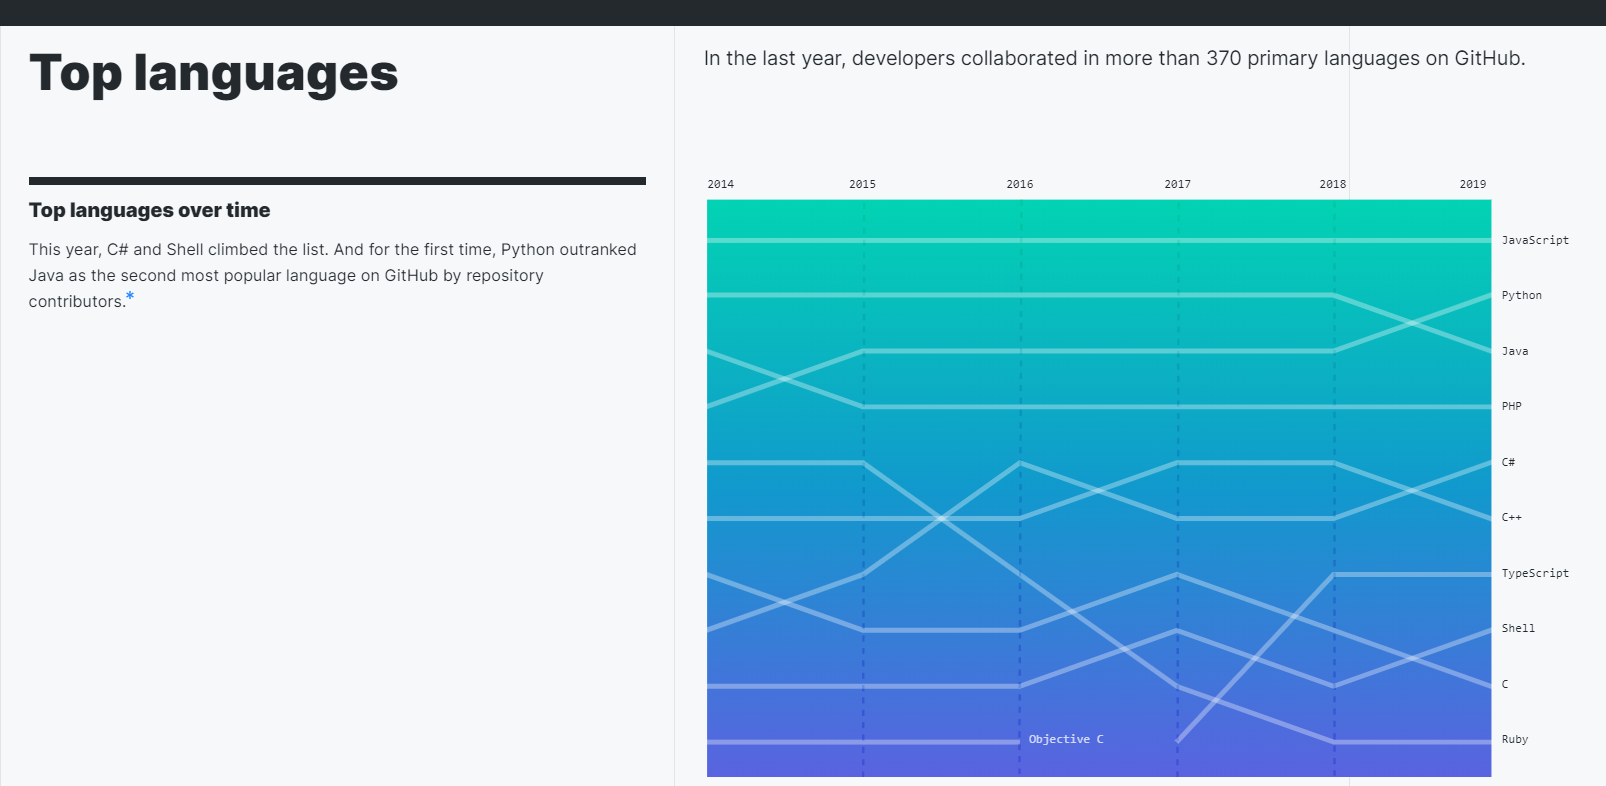 Top languages
In the last year, developers collaborated in more than 370 primary languages on GitHub.
Top languages over time
This year, C# and Shell climbed the list. And for the first time, Python outranked
Java as the second most popular language on GitHub by repository
contributors.*
2014 2015 2016 2017 2018 2019
JavaScript
Python
Java
PHP
C#
C++
TypeScript
Shell
C
Objective C
Ruby